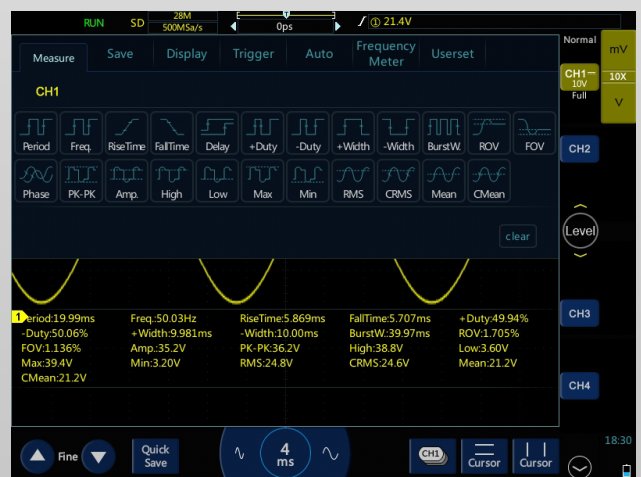 RUN SD 28M 500MSa/s 0ps 1 21.4V
Measure Save Display Trigger Auto Frequency Meter Userset
CH1
Period Freq. RiseTime FallTime Delay +Duty -Duty +Width -Width BurstW. ROV FOV
Phase PK-PK Amp. High Low Max Min RMS CRMS Mean CMean
clear
1
eriod:19.99ms Freq.:50.03Hz RiseTime:5.869ms FallTime:5.707ms +Duty:49.94%
-Duty:50.06% +Width:9.981ms -Width:10.00ms BurstW.:39.97ms ROV:1.705%
FOV:1.136% Amp.:35.2V PK-PK:36.2V High:38.8V Low:3.60V
Max:39.4V Min:3.20V RMS:24.8V CRMS:24.6V Mean:21.2V
CMean:21.2V
Normal
CH1
10V
Full
mV
10X
V
CH2
Level
CH3
CH4
Fine
Quick
Save
4
ms
CH1
Cursor
Cursor
18:30